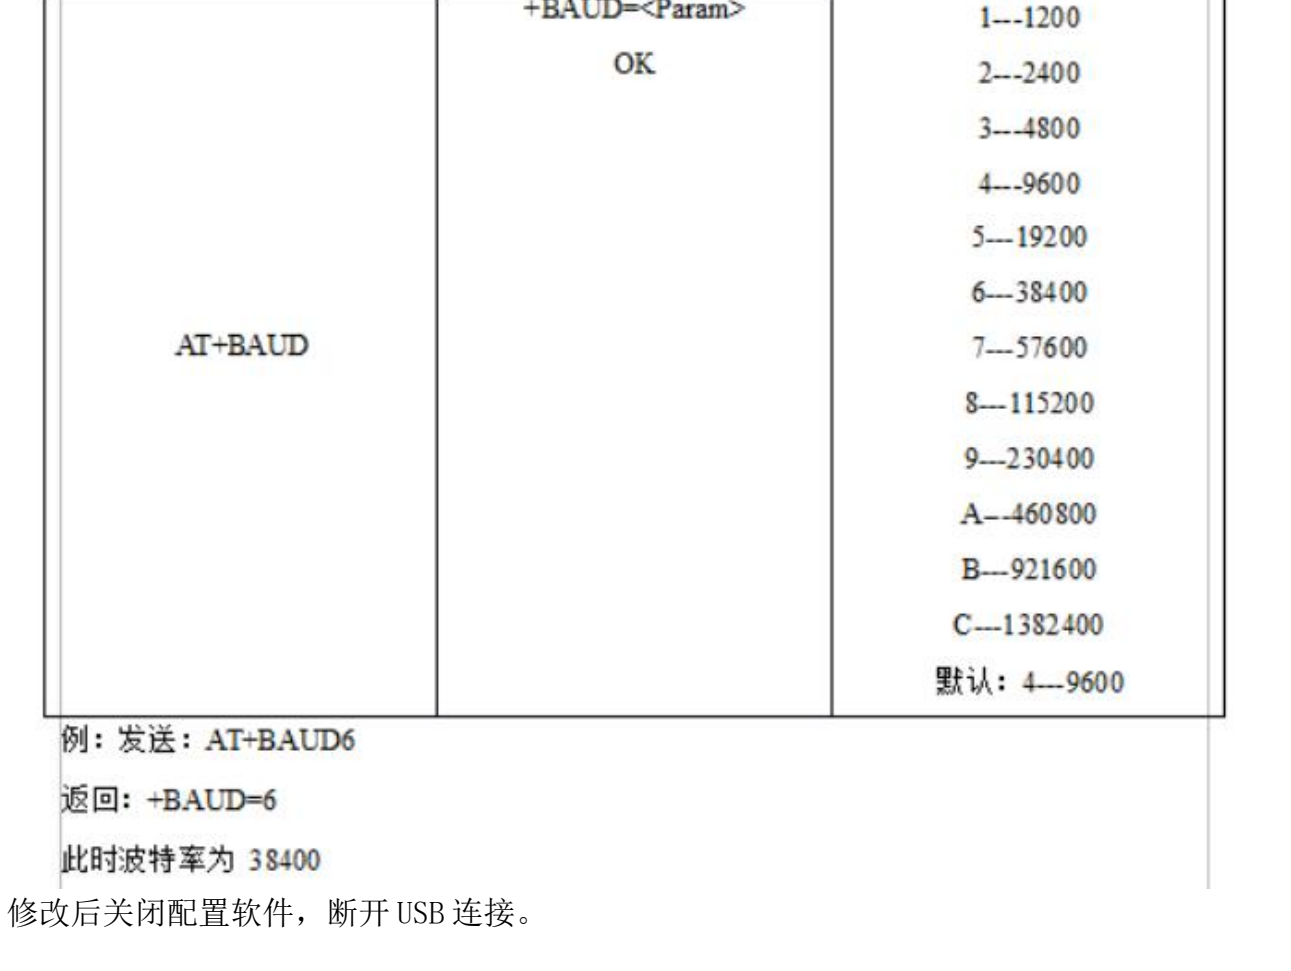 +BAUD=<Param>
OK
1---1200
2---2400
3---4800
4---9600
5---19200
6---38400
AT+BAUD
7---57600
8---115200
9---230400
A---460800
B---921600
C---1382400
默认：4---9600
例：发送：AT+BAUD6
返回：+BAUD=6
此时波特率为 38400
修改后关闭配置软件，断开 USB 连接。